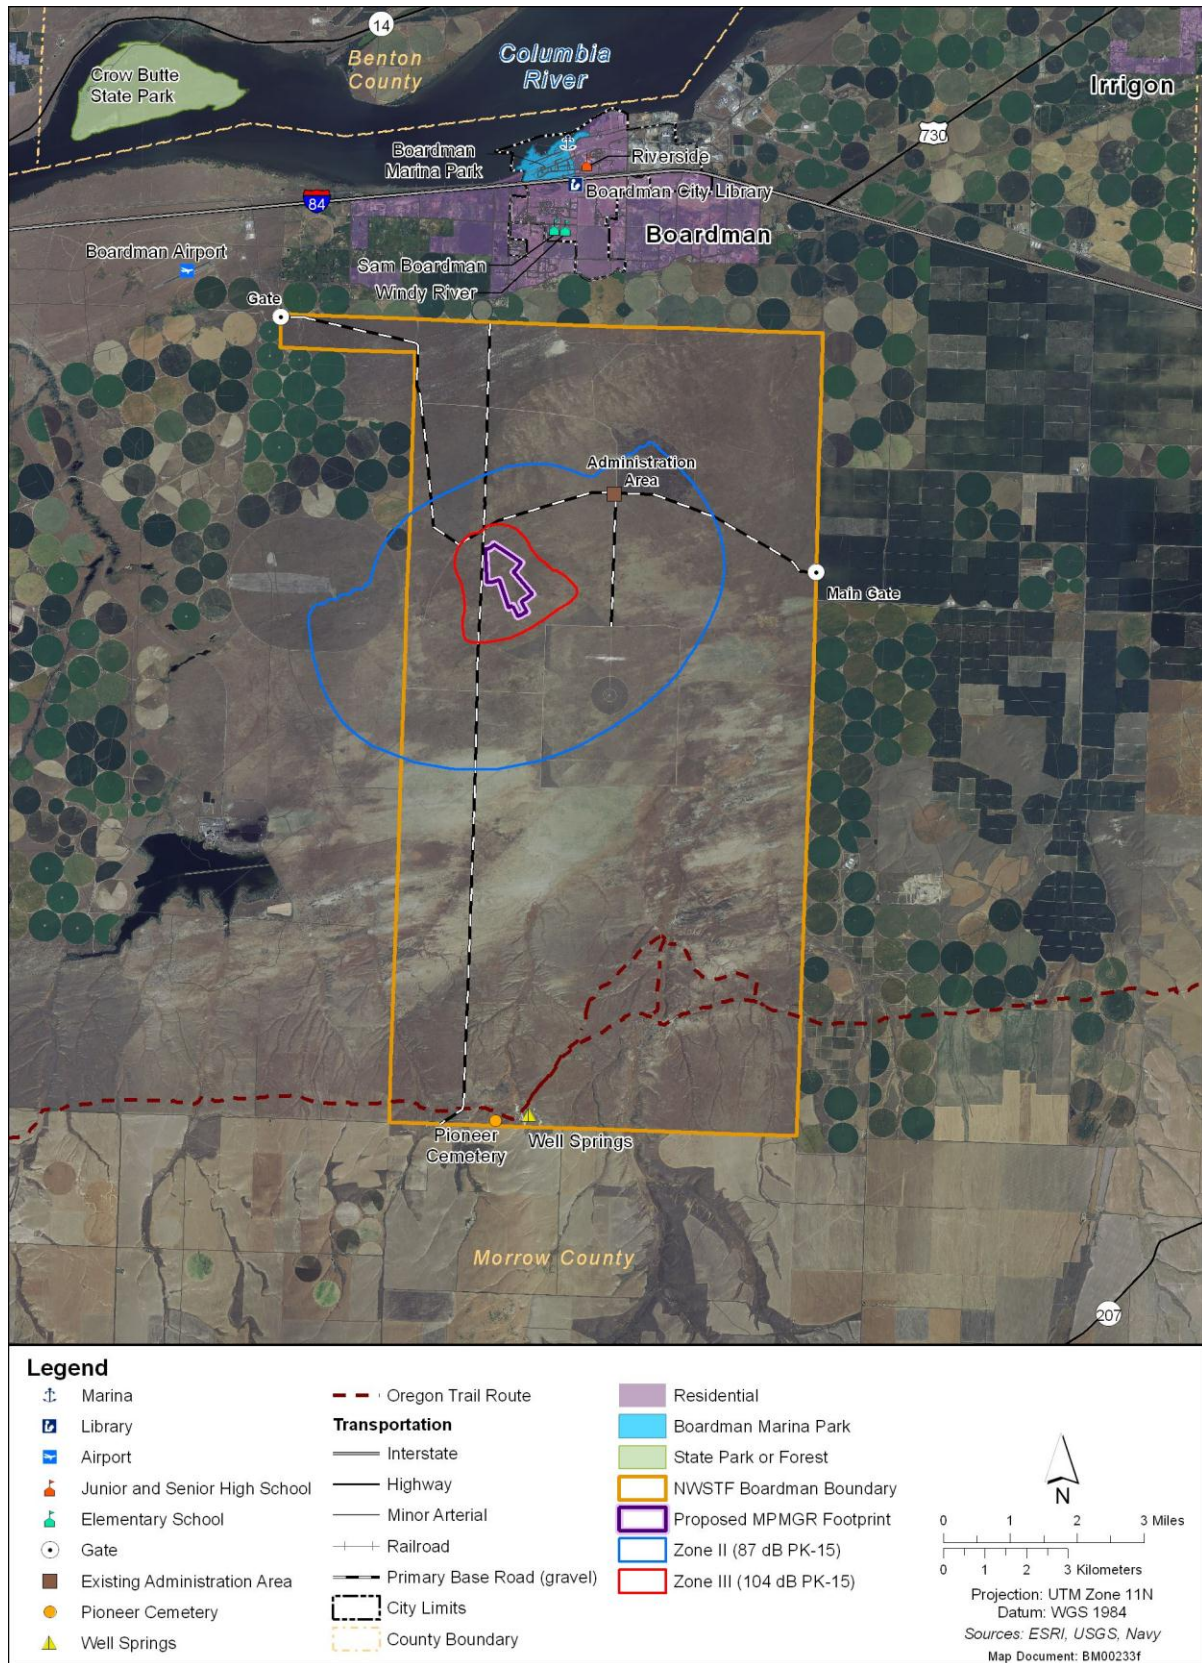 14
Benton
County
Columbia
River
Crow Butte
State Park
Irrigon
730
Boardman
Marina Park
Riverside
Boardman City Library
84
Boardman
Boardman Airport
Sam Boardman
Windy River
Gate
Administration
Area
Main Gate
Pioneer
Cemetery
Well Springs
Morrow County
207
Legend
Marina
Library
Airport
Junior and Senior High School
Elementary School
Gate
Existing Administration Area
Pioneer Cemetery
Well Springs
Oregon Trail Route
Transportation
Interstate
Highway
Minor Arterial
Railroad
Primary Base Road (gravel)
City Limits
County Boundary
Residential
Boardman Marina Park
State Park or Forest
NWSTF Boardman Boundary
Proposed MPMGR Footprint
Zone II (87 dB PK-15)
Zone III (104 dB PK-15)
N
0 1 2 3 Miles
0 1 2 3 Kilometers
Projection: UTM Zone 11N
Datum: WGS 1984
Sources: ESRI, USGS, Navy
Map Document: BM00233f